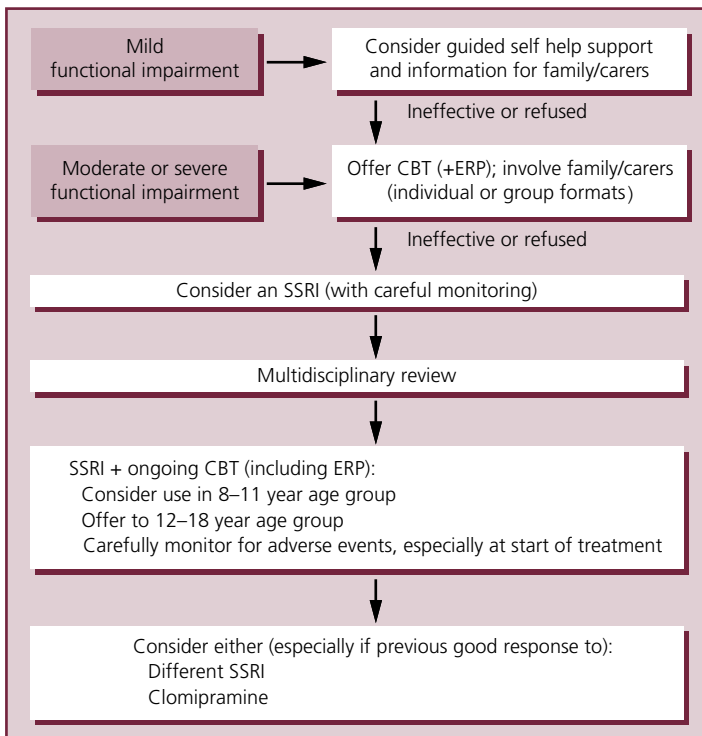 Mild
functional impairment
Consider guided self help support
and information for family/carers
Ineffective or refused
Moderate or severe
functional impairment
Offer CBT (+ERP); involve family/carers
(individual or group formats)
Ineffective or refused
Consider an SSRI (with careful monitoring)
Multidisciplinary review
SSRI + ongoing CBT (including ERP):
Consider use in 8–11 year age group
Offer to 12–18 year age group
Carefully monitor for adverse events, especially at start of treatment
Consider either (especially if previous good response to):
Different SSRI
Clomipramine